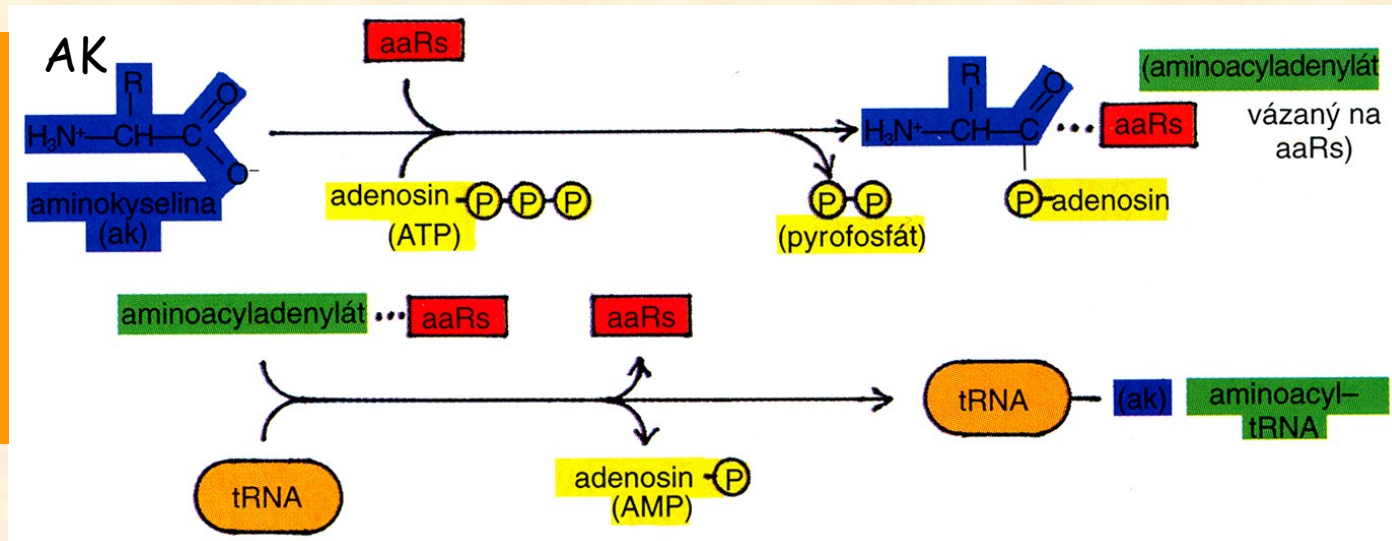 AK
aaRs
R
O
H₃N⁺—CH—C
O⁻
aminokyselina
(ak)
adenosin P P P
(ATP)
P P
(pyrofosfát)
R
O
H₃N⁺—CH—C
P adenosin
aaRs
(aminoacyladenylát
vázaný na
aaRs)
aminoacyladenylát aaRs
aaRs
tRNA
adenosin P
(AMP)
tRNA
(ak)
aminoacyl–
tRNA